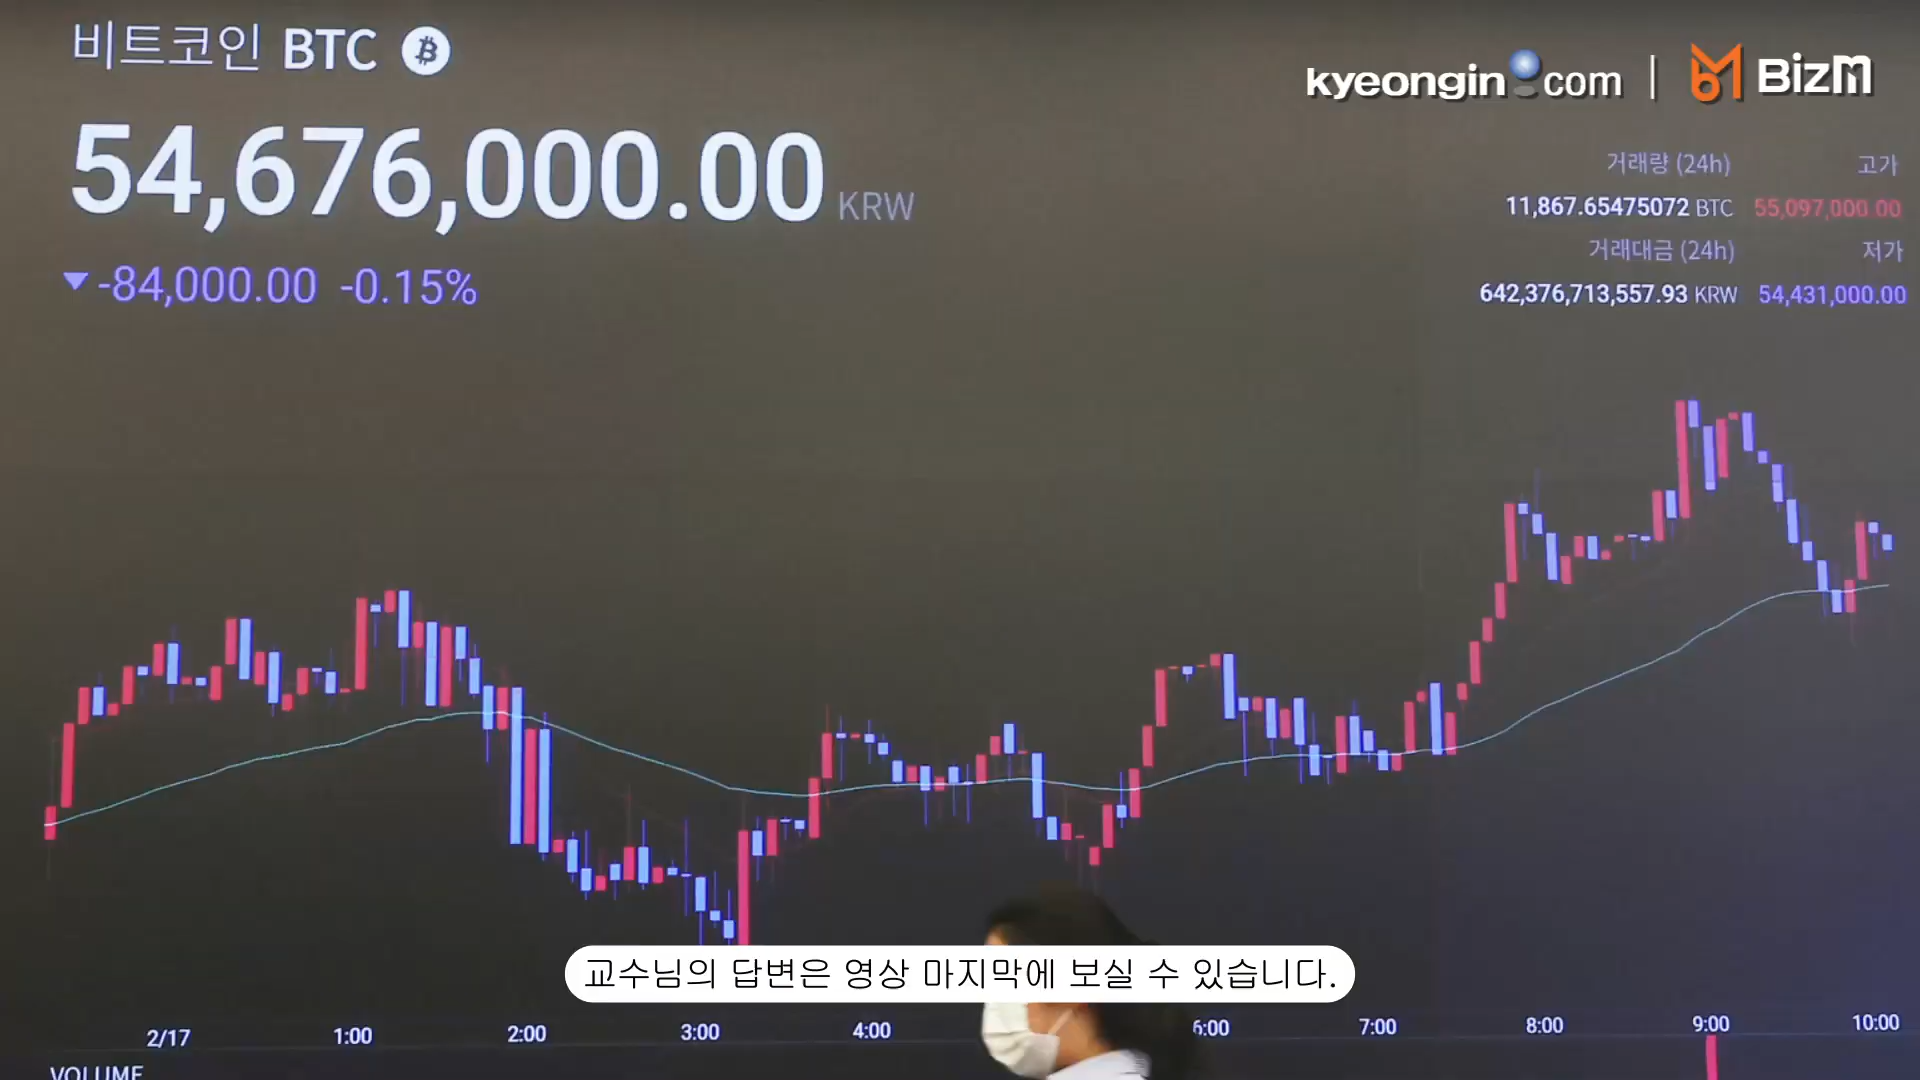 비트코인 BTC
kyeongin.com | BizM
54,676,000.00 KRW
-84,000.00 -0.15%
거래량 (24h) 고가
11,867.65475072 BTC 55,097,000.00
거래대금 (24h) 저가
642,376,713,557.93 KRW 54,431,000.00
교수님의 답변은 영상 마지막에 보실 수 있습니다.
2/17 1:00 2:00 3:00 4:00 6:00 7:00 8:00 9:00 10:00
VOLUME